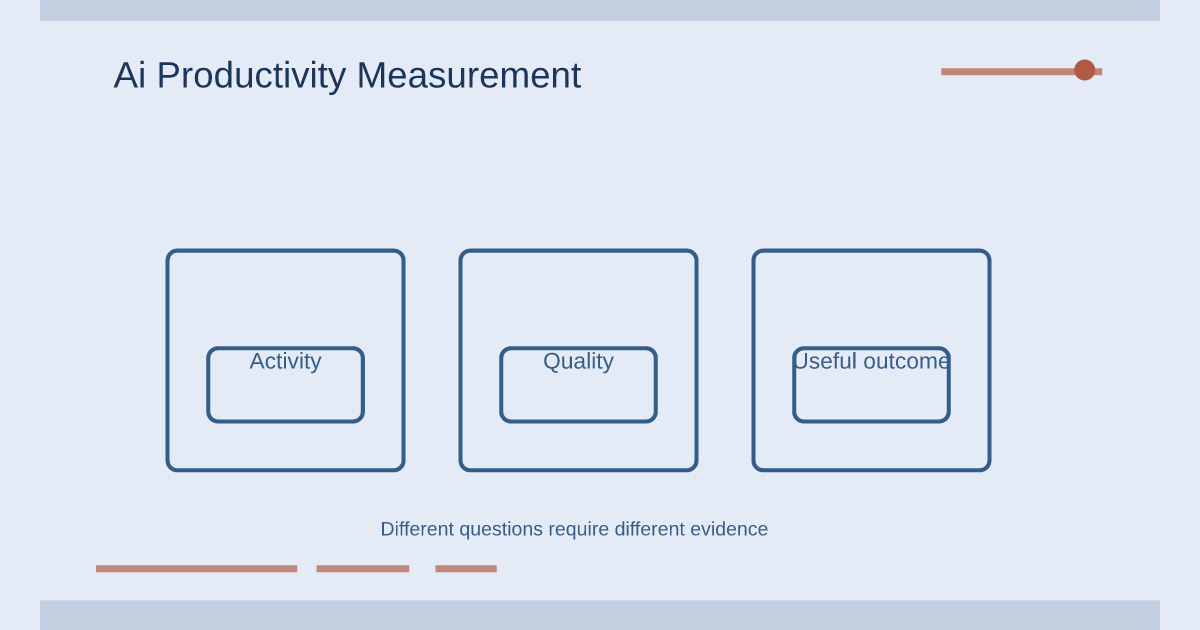 Ai Productivity Measurement
Activity
Quality
Useful outcome
Different questions require different evidence